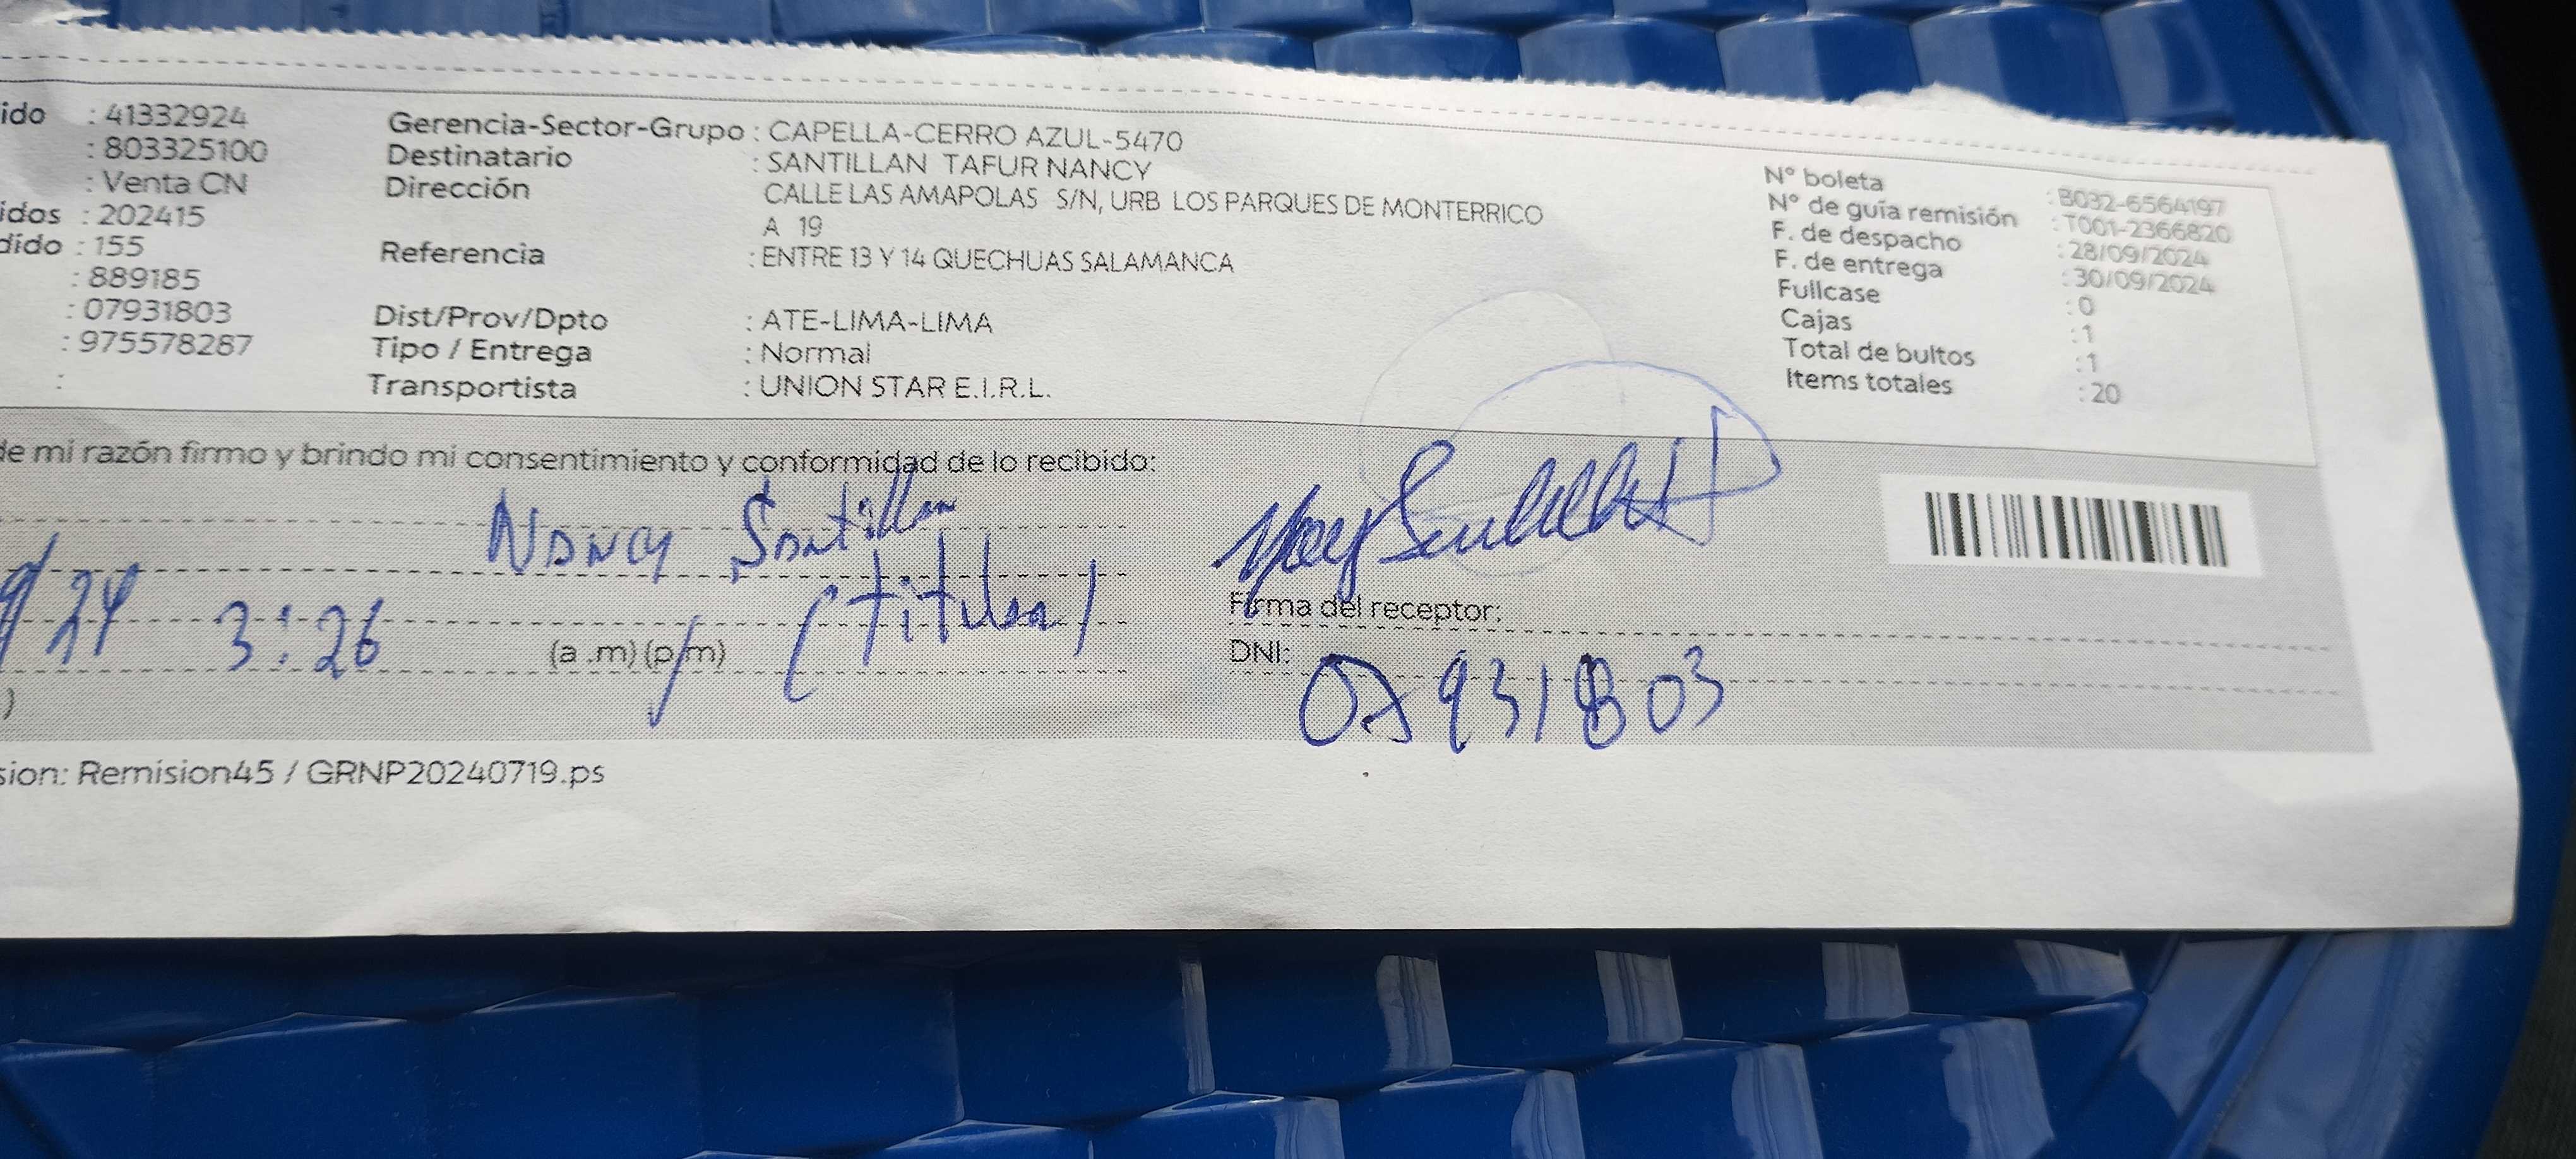 ido : 41332924
: 803325100
: Venta CN
idos : 202415
dido : 155
: 889185
: 07931803
: 975578287
:
Gerencia-Sector-Grupo : CAPELLA-CERRO AZUL-5470
Destinatario : SANTILLAN TAFUR NANCY
Dirección CALLE LAS AMAPOLAS S/N, URB LOS PARQUES DE MONTERRICO
A 19
Referencia : ENTRE 13 Y 14 QUECHUAS SALAMANCA
Dist/Prov/Dpto : ATE-LIMA-LIMA
Tipo / Entrega : Normal
Transportista : UNION STAR E.I.R.L.
N° boleta : B032-6564197
N° de guía remisión : T001-2366820
F. de despacho : 28/09/2024
F. de entrega : 30/09/2024
Fullcase : 0
Cajas : 1
Total de bultos : 1
Items totales : 20
de mi razón firmo y brindo mi consentimiento y conformidad de lo recibido:
Nancy Santillan
9/24 3:26 (a .m) (p/m) (titular)
)
Firma del receptor:
DNI: 07931803
sion: Remision45 / GRNP20240719.ps